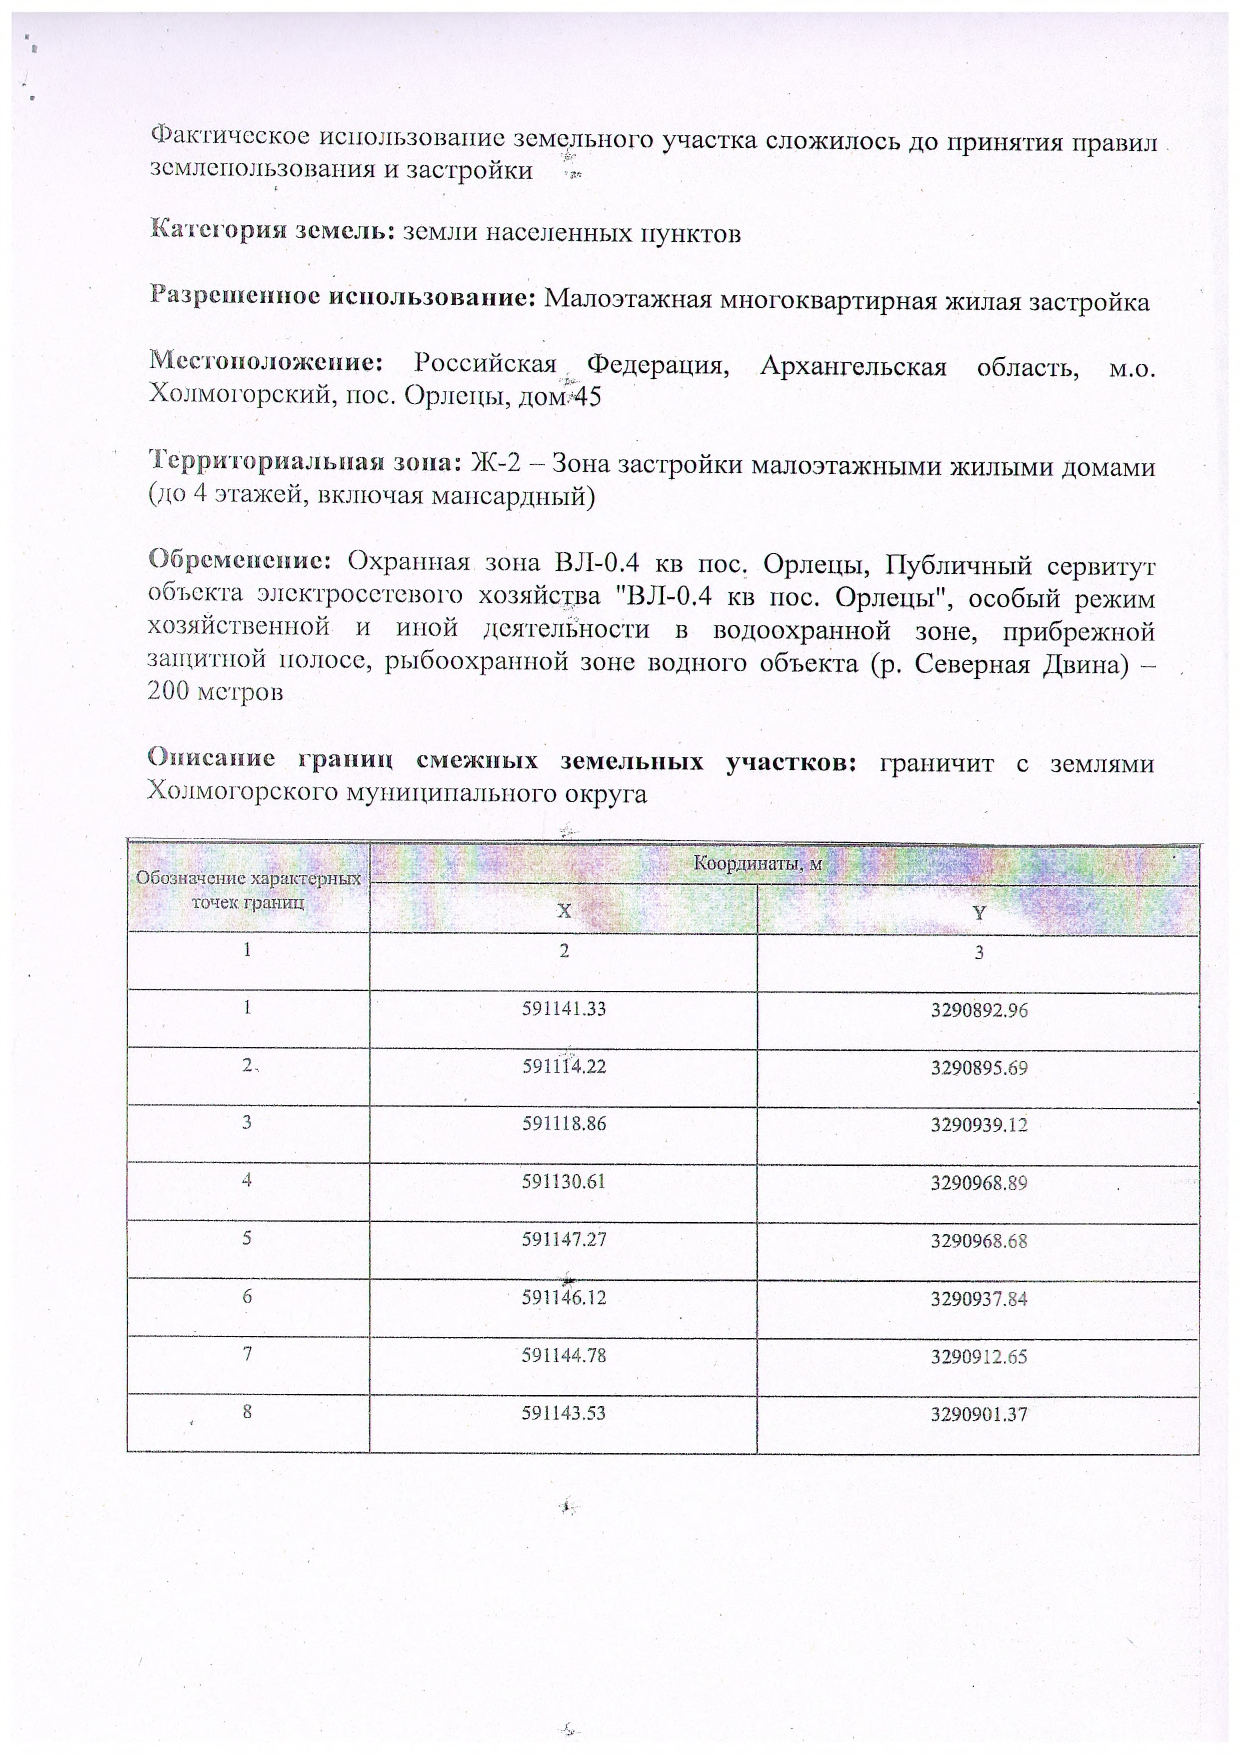 Фактическое использование земельного участка сложилось до принятия правил
землепользования и застройки
Категория земель: земли населенных пунктов
Разрешенное использование: Малоэтажная многоквартирная жилая застройка
Местоположение: Российская Федерация, Архангельская область, м.о.
Холмогорский, пос. Орлецы, дом 45
Территориальная зона: Ж-2 – Зона застройки малоэтажными жилыми домами
(до 4 этажей, включая мансардный)
Обременение: Охранная зона ВЛ-0.4 кв пос. Орлецы, Публичный сервитут
объекта электросетевого хозяйства "ВЛ-0.4 кв пос. Орлецы", особый режим
хозяйственной и иной деятельности в водоохранной зоне, прибрежной
защитной полосе, рыбоохранной зоне водного объекта (р. Северная Двина) –
200 метров
Описание границ смежных земельных участков: граничит с землями
Холмогорского муниципального округа
Обозначение характерных
точек границ
Координаты, м
X Y
1 2 3
1 591141.33 3290892.96
2 591114.22 3290895.69
3 591118.86 3290939.12
4 591130.61 3290968.89
5 591147.27 3290968.68
6 591146.12 3290937.84
7 591144.78 3290912.65
8 591143.53 3290901.37